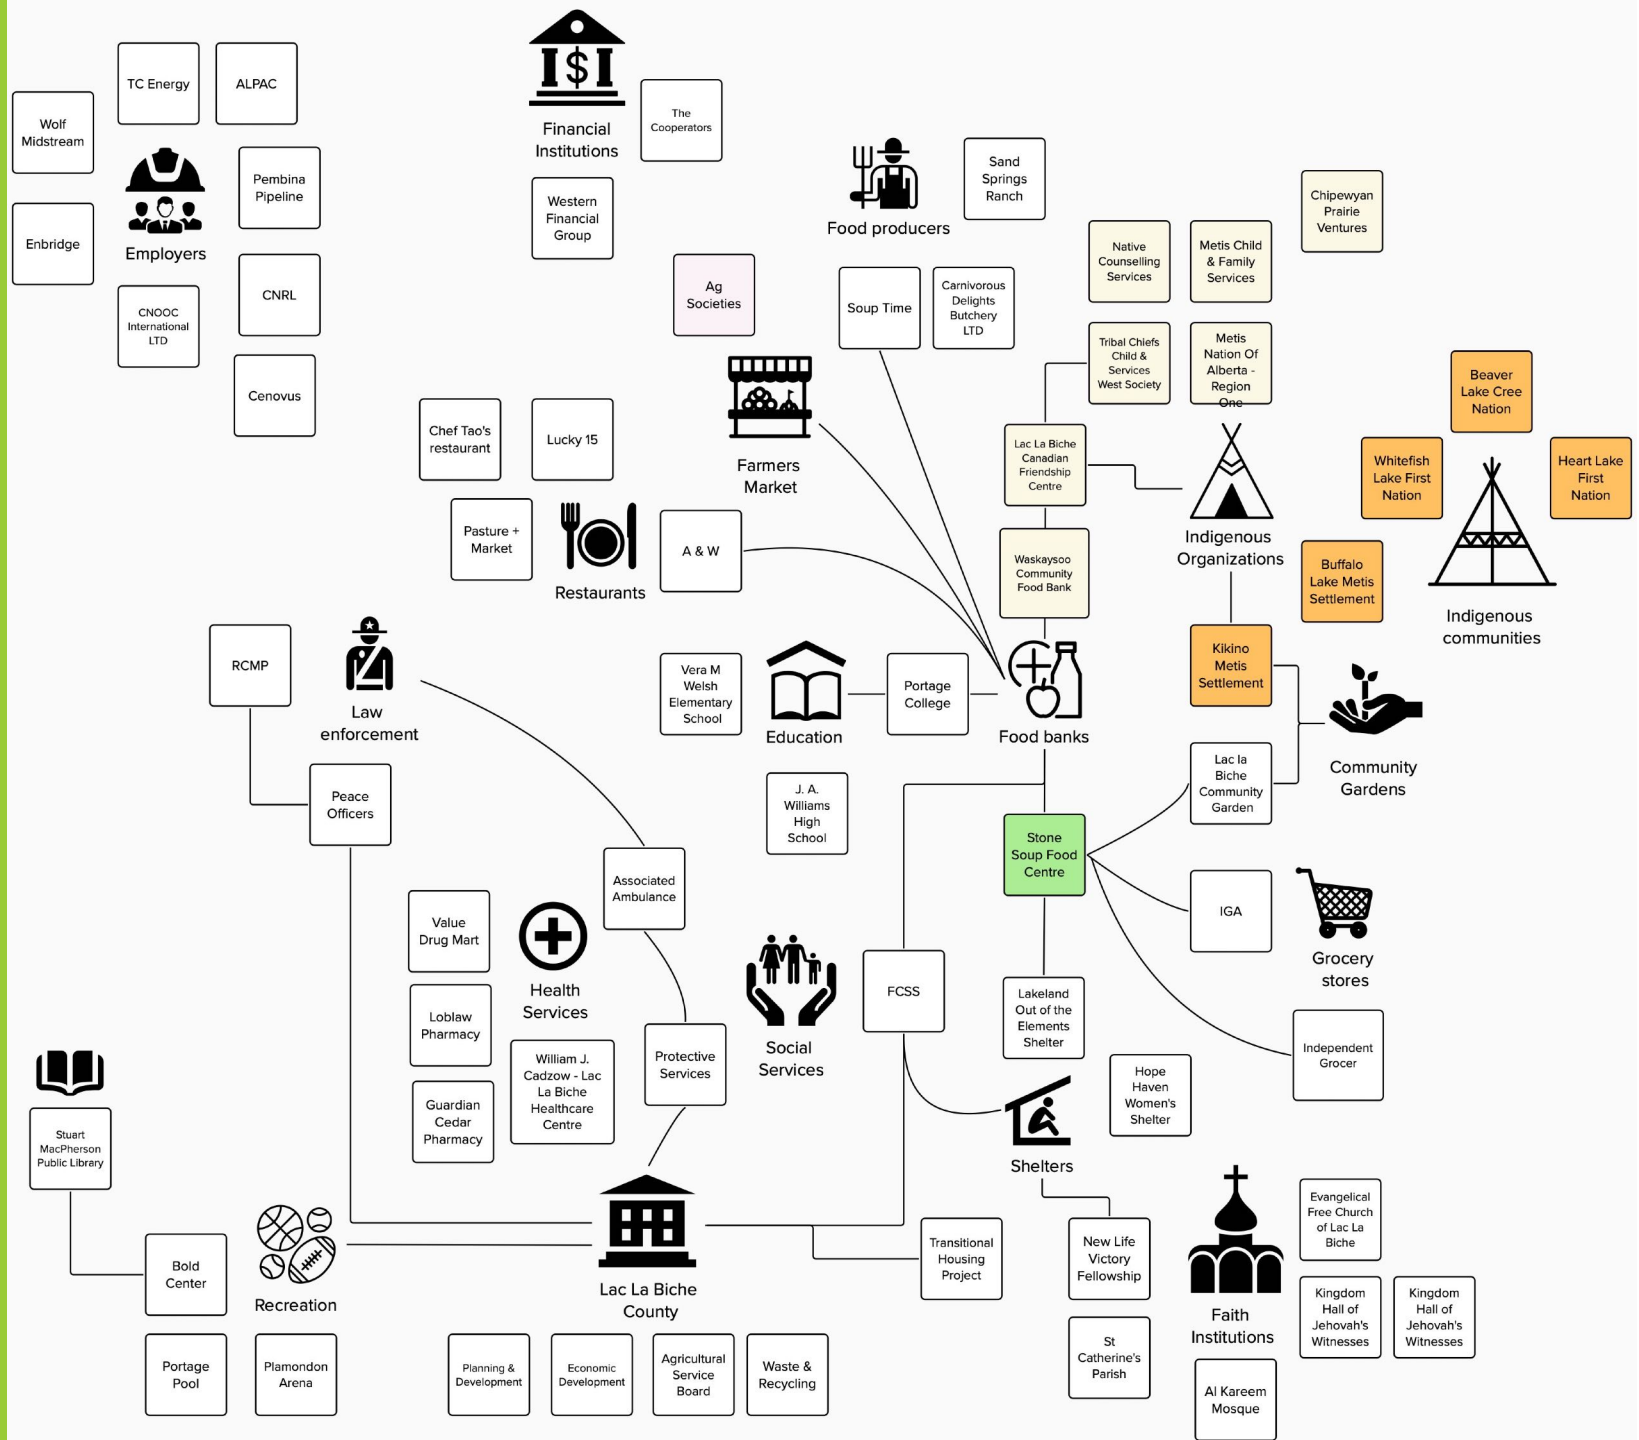 TC Energy
ALPAC
Wolf
Midstream
Pembina
Pipeline
Enbridge
Employers
CNRL
CNOOC
International
LTD
Cenovus
Financial
Institutions
The
Cooperators
Western
Financial
Group
Food producers
Sand
Springs
Ranch
Ag
Societies
Soup Time
Carnivorous
Delights
Butchery
LTD
Farmers
Market
Native
Counselling
Services
Metis Child
& Family
Services
Chipewyan
Prairie
Ventures
Tribal Chiefs
Child &
Services
West Society
Metis
Nation Of
Alberta -
Region
One
Lac La Biche
Canadian
Friendship
Centre
Waskaysoo
Community
Food Bank
Indigenous
Organizations
Beaver
Lake Cree
Nation
Whitefish
Lake First
Nation
Heart Lake
First
Nation
Buffalo
Lake Metis
Settlement
Indigenous
communities
Kikino
Metis
Settlement
Chef Tao's
restaurant
Lucky 15
Pasture +
Market
Restaurants
A & W
RCMP
Law
enforcement
Peace
Officers
Vera M
Welsh
Elementary
School
Education
Portage
College
Food banks
J. A.
Williams
High
School
Lac la
Biche
Community
Garden
Community
Gardens
Stone
Soup Food
Centre
IGA
Grocery
stores
Independent
Grocer
Associated
Ambulance
Value
Drug Mart
Health
Services
Loblaw
Pharmacy
William J.
Cadzow - Lac
La Biche
Healthcare
Centre
Guardian
Cedar
Pharmacy
Protective
Services
Social
Services
FCSS
Lakeland
Out of the
Elements
Shelter
Hope
Haven
Women's
Shelter
Shelters
Stuart
MacPherson
Public Library
Bold
Center
Recreation
Portage
Pool
Plamondon
Arena
Lac La Biche
County
Planning &
Development
Economic
Development
Agricultural
Service
Board
Waste &
Recycling
Transitional
Housing
Project
New Life
Victory
Fellowship
St
Catherine's
Parish
Faith
Institutions
Evangelical
Free Church
of Lac La
Biche
Kingdom
Hall of
Jehovah's
Witnesses
Kingdom
Hall of
Jehovah's
Witnesses
Al Kareem
Mosque